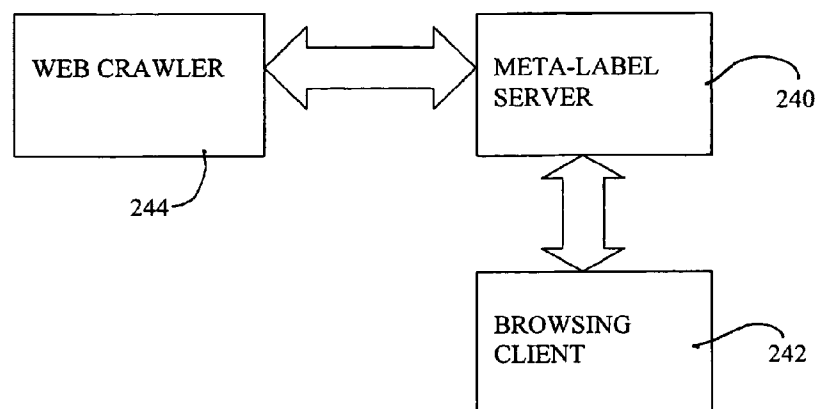 WEB CRAWLER
META-LABEL
SERVER
240
244
BROWSING
CLIENT
242